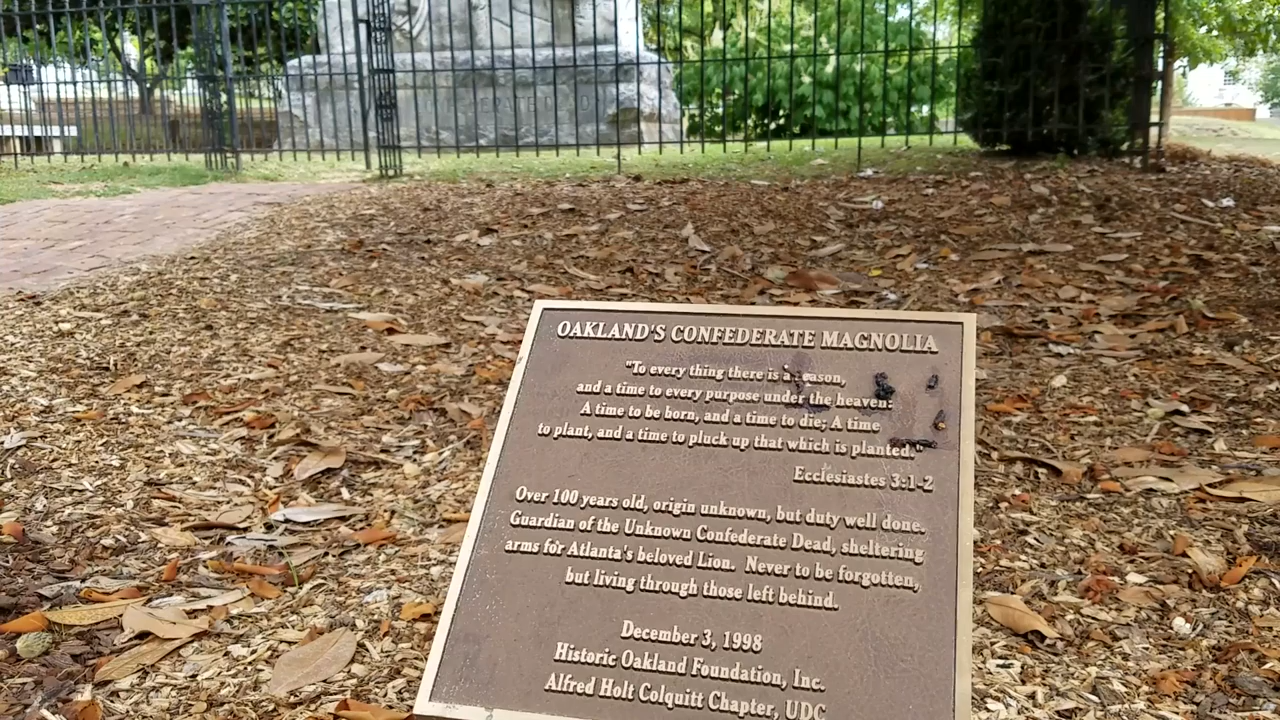 OAKLAND'S CONFEDERATE MAGNOLIA
"To every thing there is a season,
and a time to every purpose under the heaven:
A time to be born, and a time to die; A time
to plant, and a time to pluck up that which is planted."
Ecclesiastes 3:1-2
Over 100 years old, origin unknown, but duty well done.
Guardian of the Unknown Confederate Dead, sheltering
arms for Atlanta's beloved Lion. Never to be forgotten,
but living through those left behind.
December 3, 1998
Historic Oakland Foundation, Inc.
Alfred Holt Colquitt Chapter, UDC